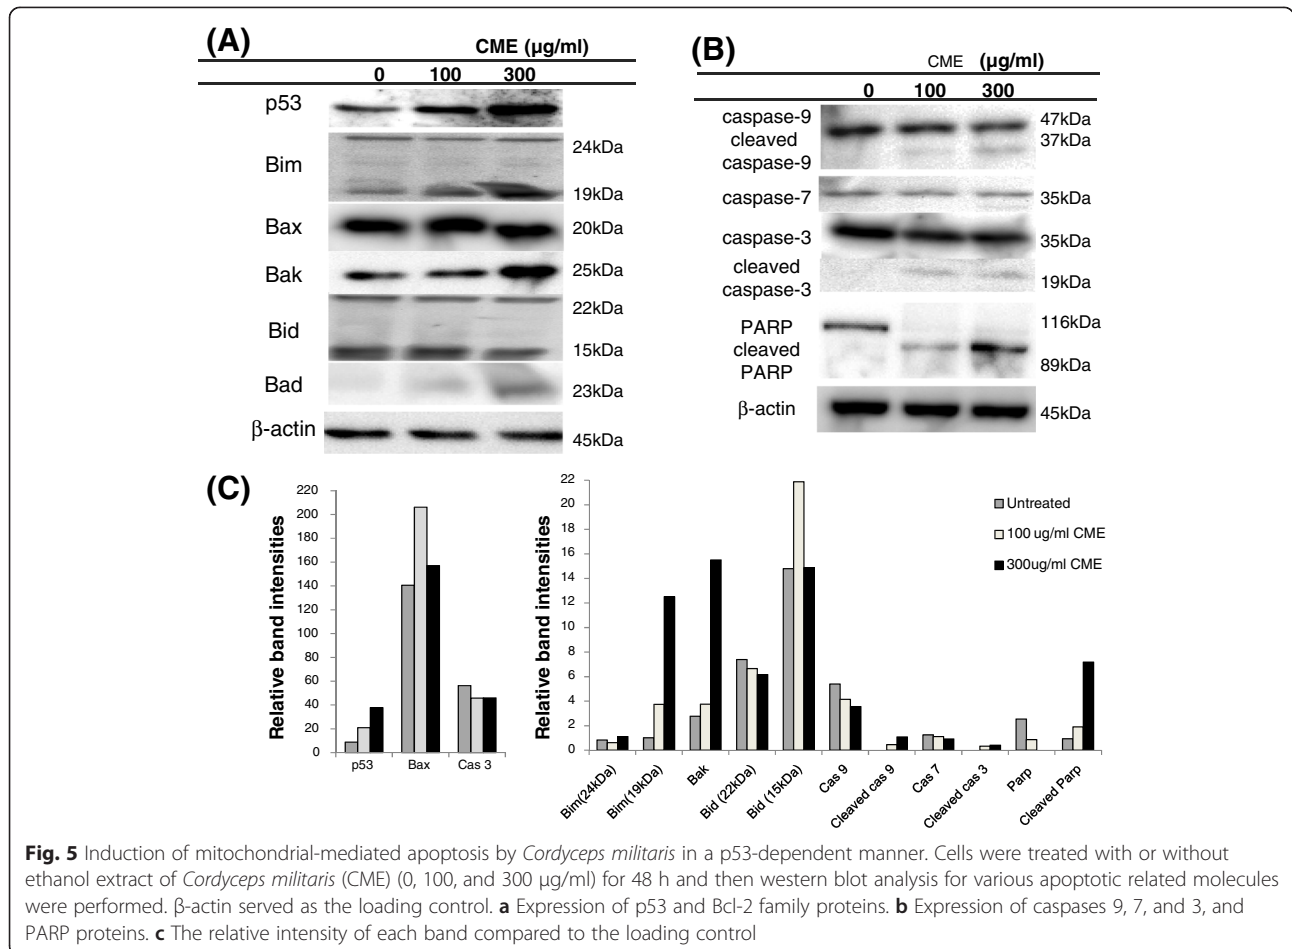 (A)
CME (µg/ml)
0 100 300
p53
Bim
24kDa
19kDa
Bax
20kDa
Bak
25kDa
Bid
22kDa
15kDa
Bad
23kDa
β-actin
45kDa
(B)
CME (µg/ml)
0 100 300
caspase-9
47kDa
cleaved
37kDa
caspase-9
caspase-7
35kDa
caspase-3
35kDa
cleaved
caspase-3
19kDa
PARP
116kDa
cleaved
PARP
89kDa
β-actin
45kDa
(C)
Relative band intensities
220
200
180
160
140
120
100
80
60
40
20
0
p53 Bax Cas 3
Relative band intensities
22
20
18
16
14
12
10
8
6
4
2
0
Bim(24kDa)
Bim(19kDa)
Bak
Bid (22kDa)
Bid (15kDa)
Cas 9
Cleaved cas 9
Cas 7
Cleaved cas 3
Parp
Cleaved Parp
Untreated
100 ug/ml CME
300ug/ml CME
Fig. 5 Induction of mitochondrial-mediated apoptosis by Cordyceps militaris in a p53-dependent manner. Cells were treated with or without
ethanol extract of Cordyceps militaris (CME) (0, 100, and 300 µg/ml) for 48 h and then western blot analysis for various apoptotic related molecules
were performed. β-actin served as the loading control. a Expression of p53 and Bcl-2 family proteins. b Expression of caspases 9, 7, and 3, and
PARP proteins. c The relative intensity of each band compared to the loading control